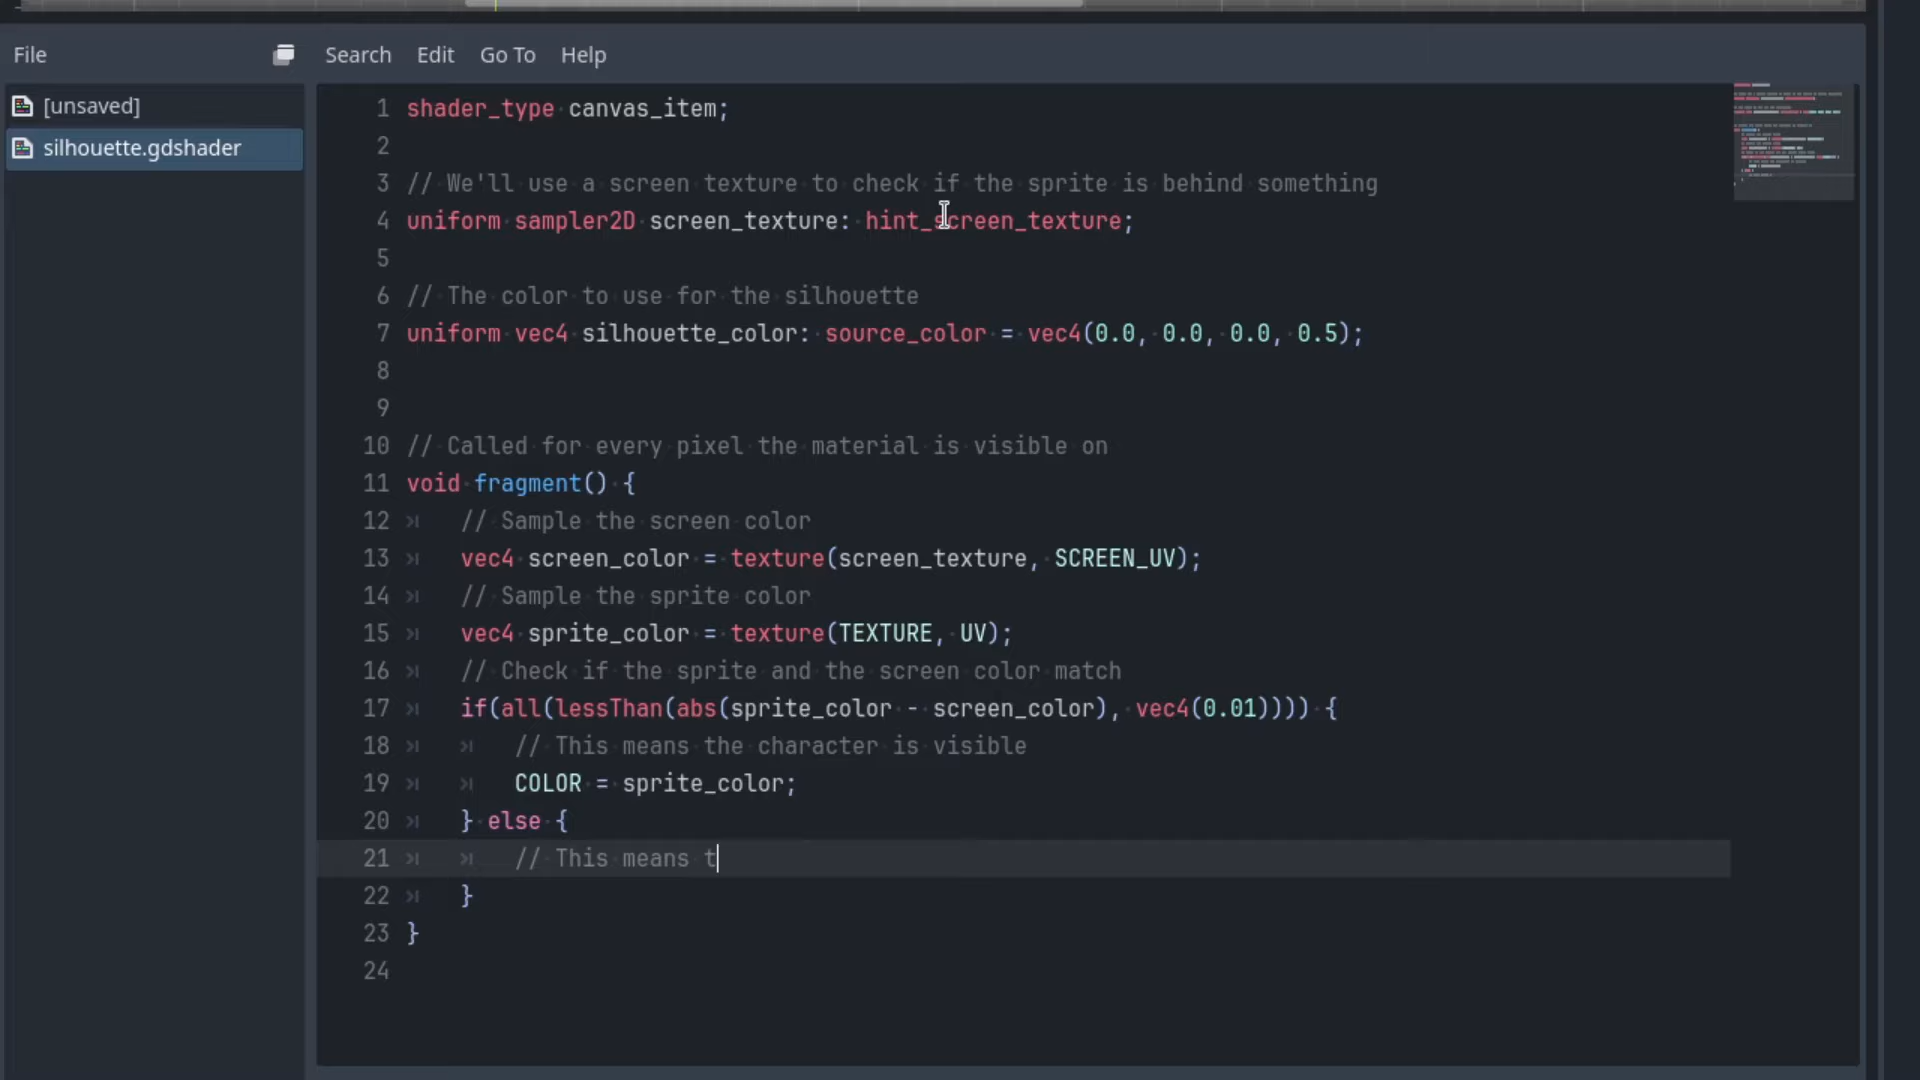 File Search Edit Go To Help
[unsaved]
silhouette.gdshader
1 shader_type canvas_item;
2
3 // We'll use a screen texture to check if the sprite is behind something
4 uniform sampler2D screen_texture: hint_screen_texture;
5
6 // The color to use for the silhouette
7 uniform vec4 silhouette_color: source_color = vec4(0.0, 0.0, 0.0, 0.5);
8
9
10 // Called for every pixel the material is visible on
11 void fragment() {
12 // Sample the screen color
13 vec4 screen_color = texture(screen_texture, SCREEN_UV);
14 // Sample the sprite color
15 vec4 sprite_color = texture(TEXTURE, UV);
16 // Check if the sprite and the screen color match
17 if(all(lessThan(abs(sprite_color - screen_color), vec4(0.01)))) {
18 // This means the character is visible
19 COLOR = sprite_color;
20 } else {
21 // This means t
22 }
23 }
24